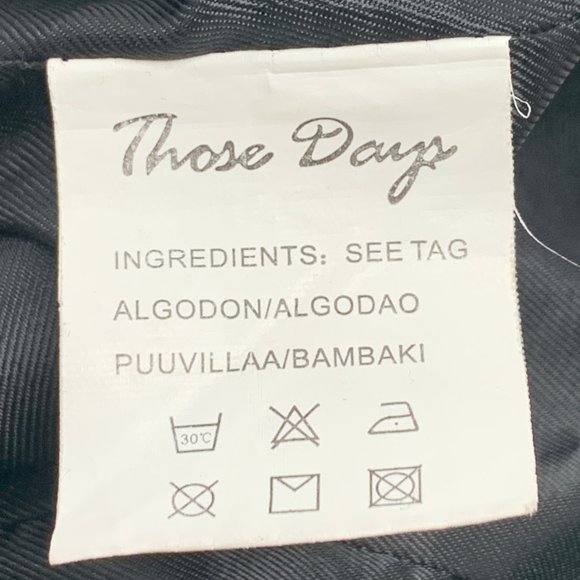 Those Days
INGREDIENTS: SEE TAG
ALGODON/ALGODAO
PUUVILLAA/BAMBAKI
30℃